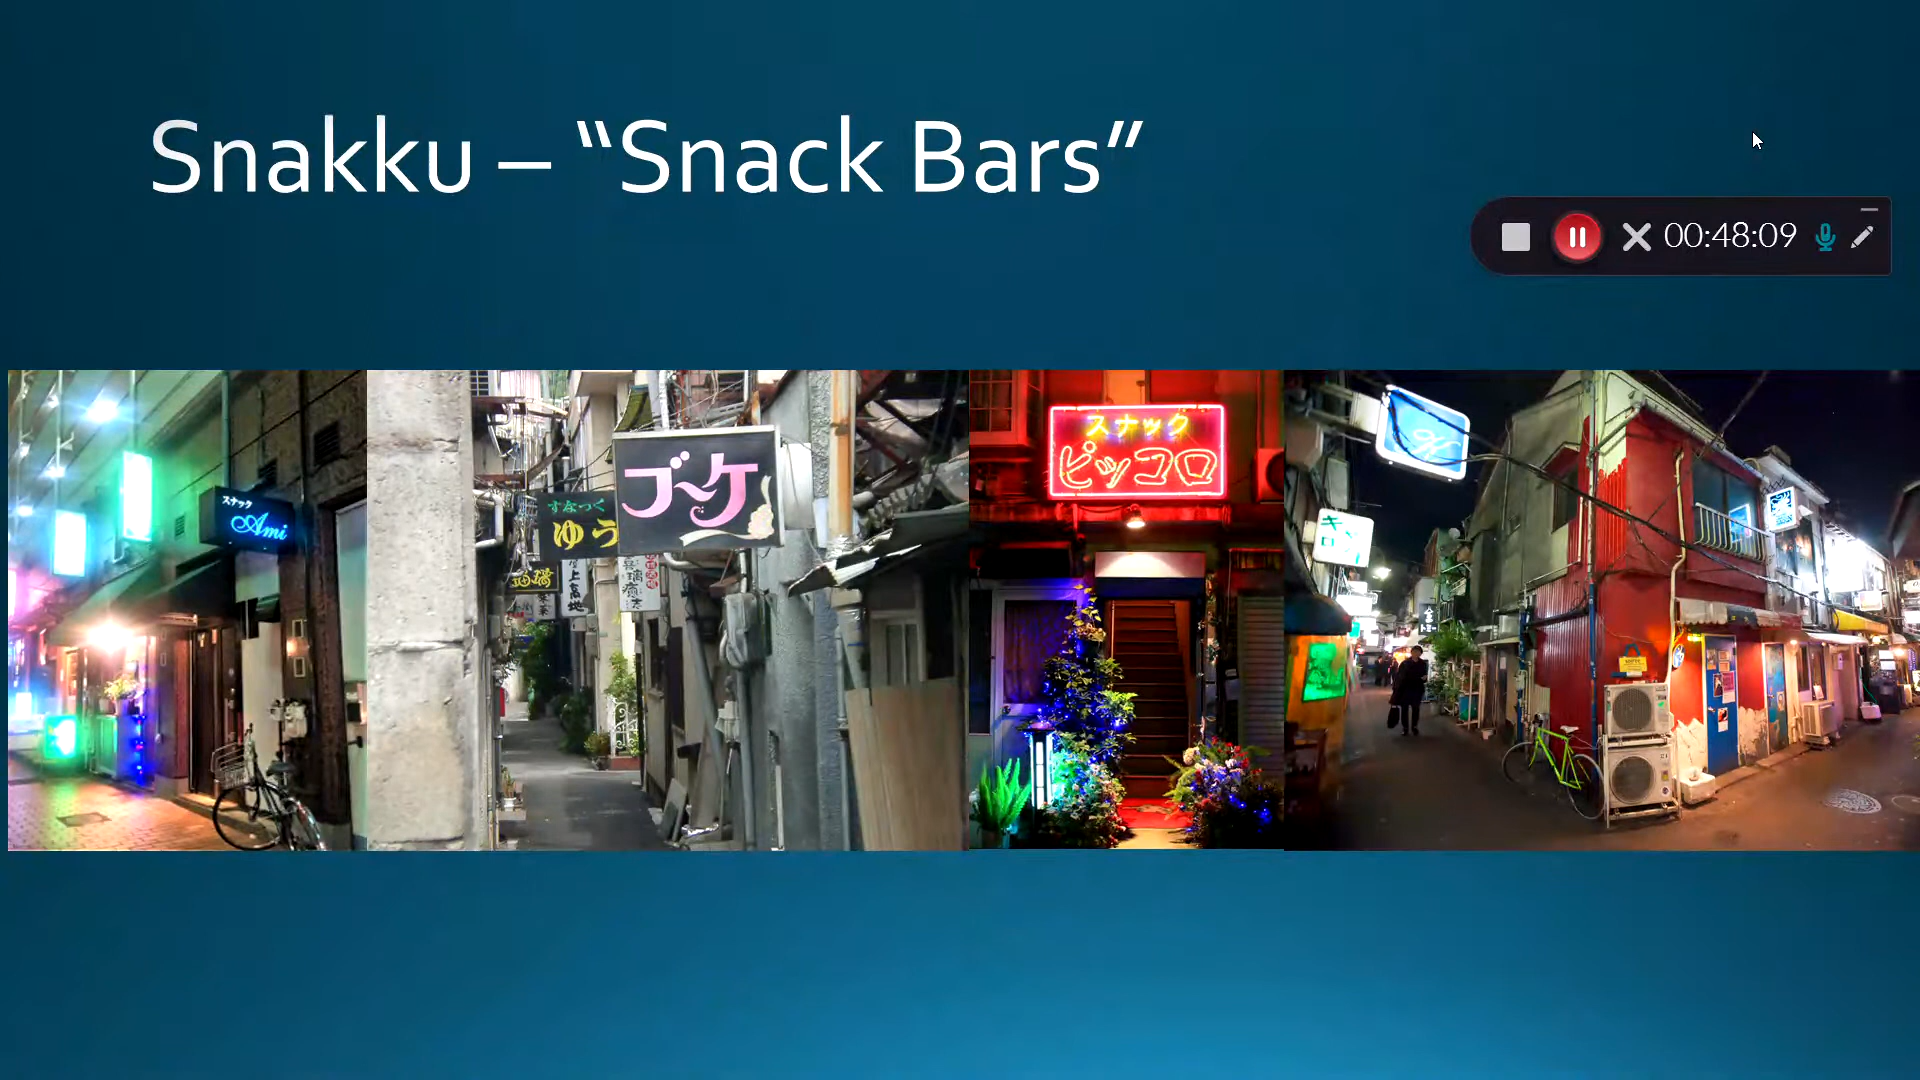 Snakku – “Snack Bars”
00:48:09
スナック
Ami
ブ〜ケ
すなっく
ゆう
スナック
ピッコロ